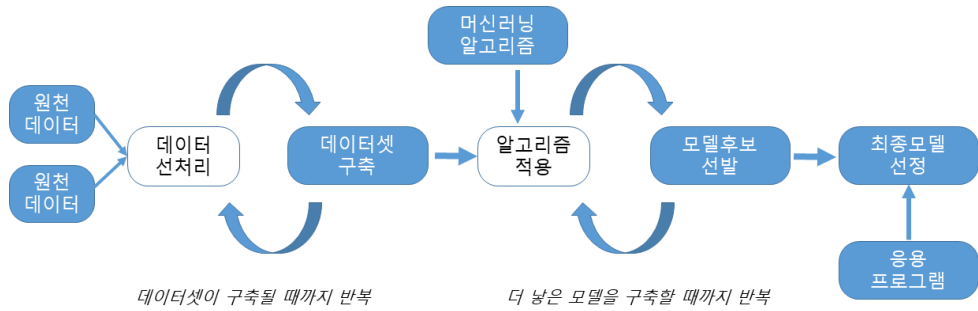 머신러닝
알고리즘
원천
데이터
원천
데이터
데이터
선처리
데이터셋
구축
알고리즘
적용
모델후보
선발
최종모델
선정
응용
프로그램
데이터셋이 구축될 때까지 반복
더 낳은 모델을 구축할 때까지 반복